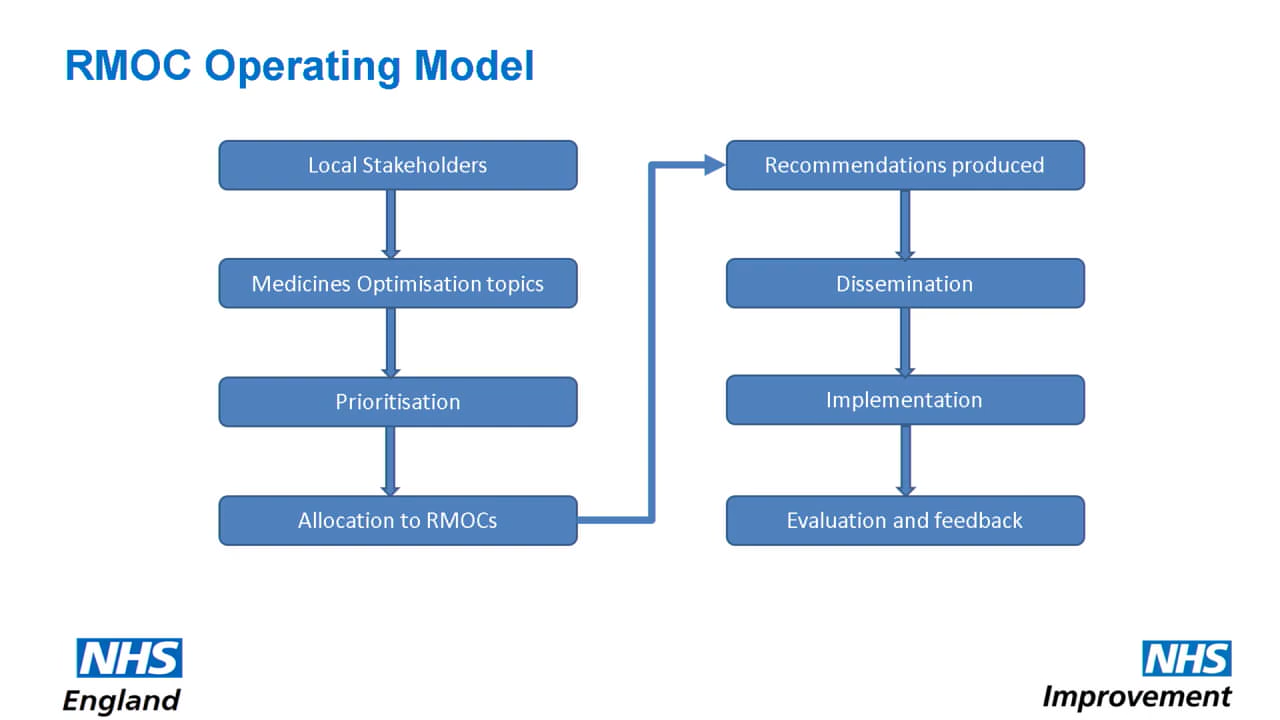 RMOC Operating Model
Local Stakeholders
Medicines Optimisation topics
Prioritisation
Allocation to RMOCs
Recommendations produced
Dissemination
Implementation
Evaluation and feedback
NHS
England
NHS
Improvement